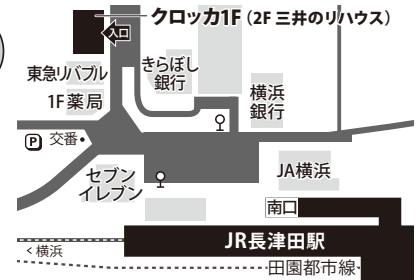 クロッカ1F（2F 三井のリハウス）
入口
東急リバブル
1F薬局
きらぼし
銀行
横浜
銀行
P 交番
セブン
イレブン
JA横浜
南口
JR長津田駅
<横浜
田園都市線